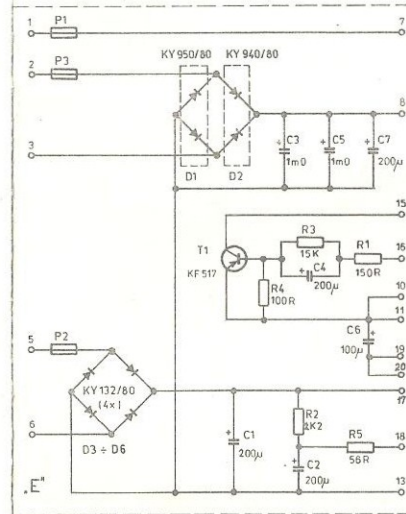 1
P1
7
2
P3
KY 950/80
KY 940/80
8
C3
1m0
C5
1m0
C7
200µ
3
D1
D2
15
T1
KF 517
R3
15K
C4
200µ
R1
150R
16
R4
100R
10
11
C6
100µ
19
20
5
P2
17
KY 132/80
(4x)
R2
2K2
R5
56R
18
C1
200µ
C2
200µ
6
D3 ÷ D6
„E"
13